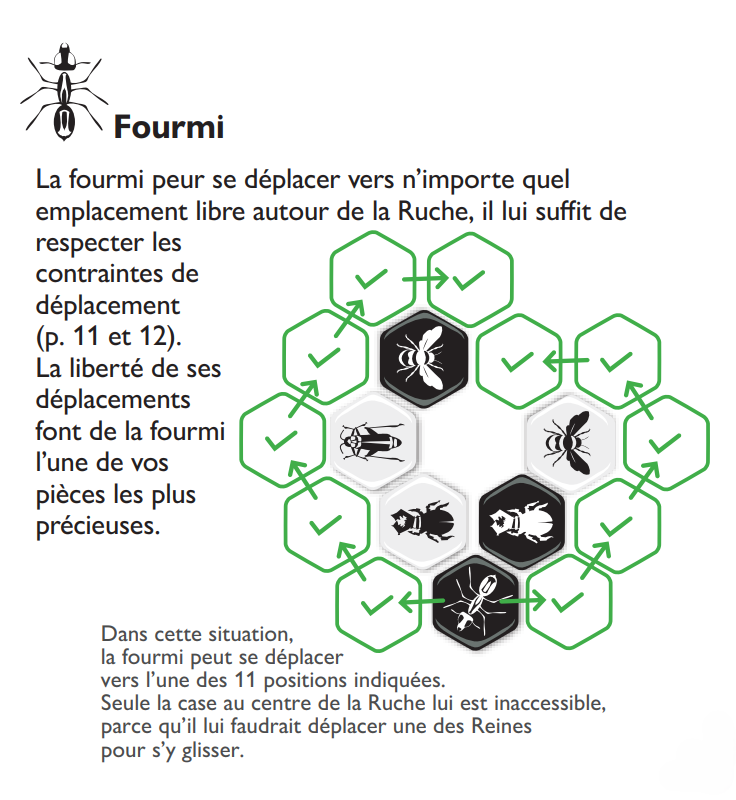 Fourmi
La fourmi peur se déplacer vers n’importe quel
emplacement libre autour de la Ruche, il lui suffit de
respecter les
contraintes de
déplacement
(p. 11 et 12).
La liberté de ses
déplacements
font de la fourmi
l’une de vos
pièces les plus
précieuses.
Dans cette situation,
la fourmi peut se déplacer
vers l’une des 11 positions indiquées.
Seule la case au centre de la Ruche lui est inaccessible,
parce qu’il lui faudrait déplacer une des Reines
pour s’y glisser.